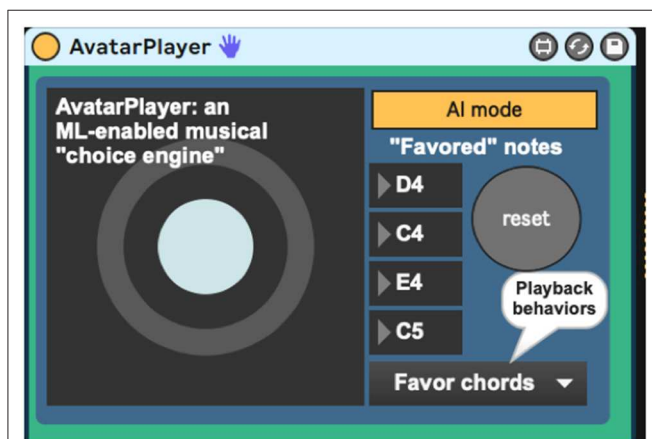 AvatarPlayer
AvatarPlayer: an
ML-enabled musical
"choice engine"
AI mode
"Favored" notes
D4
C4
E4
C5
reset
Playback
behaviors
Favor chords